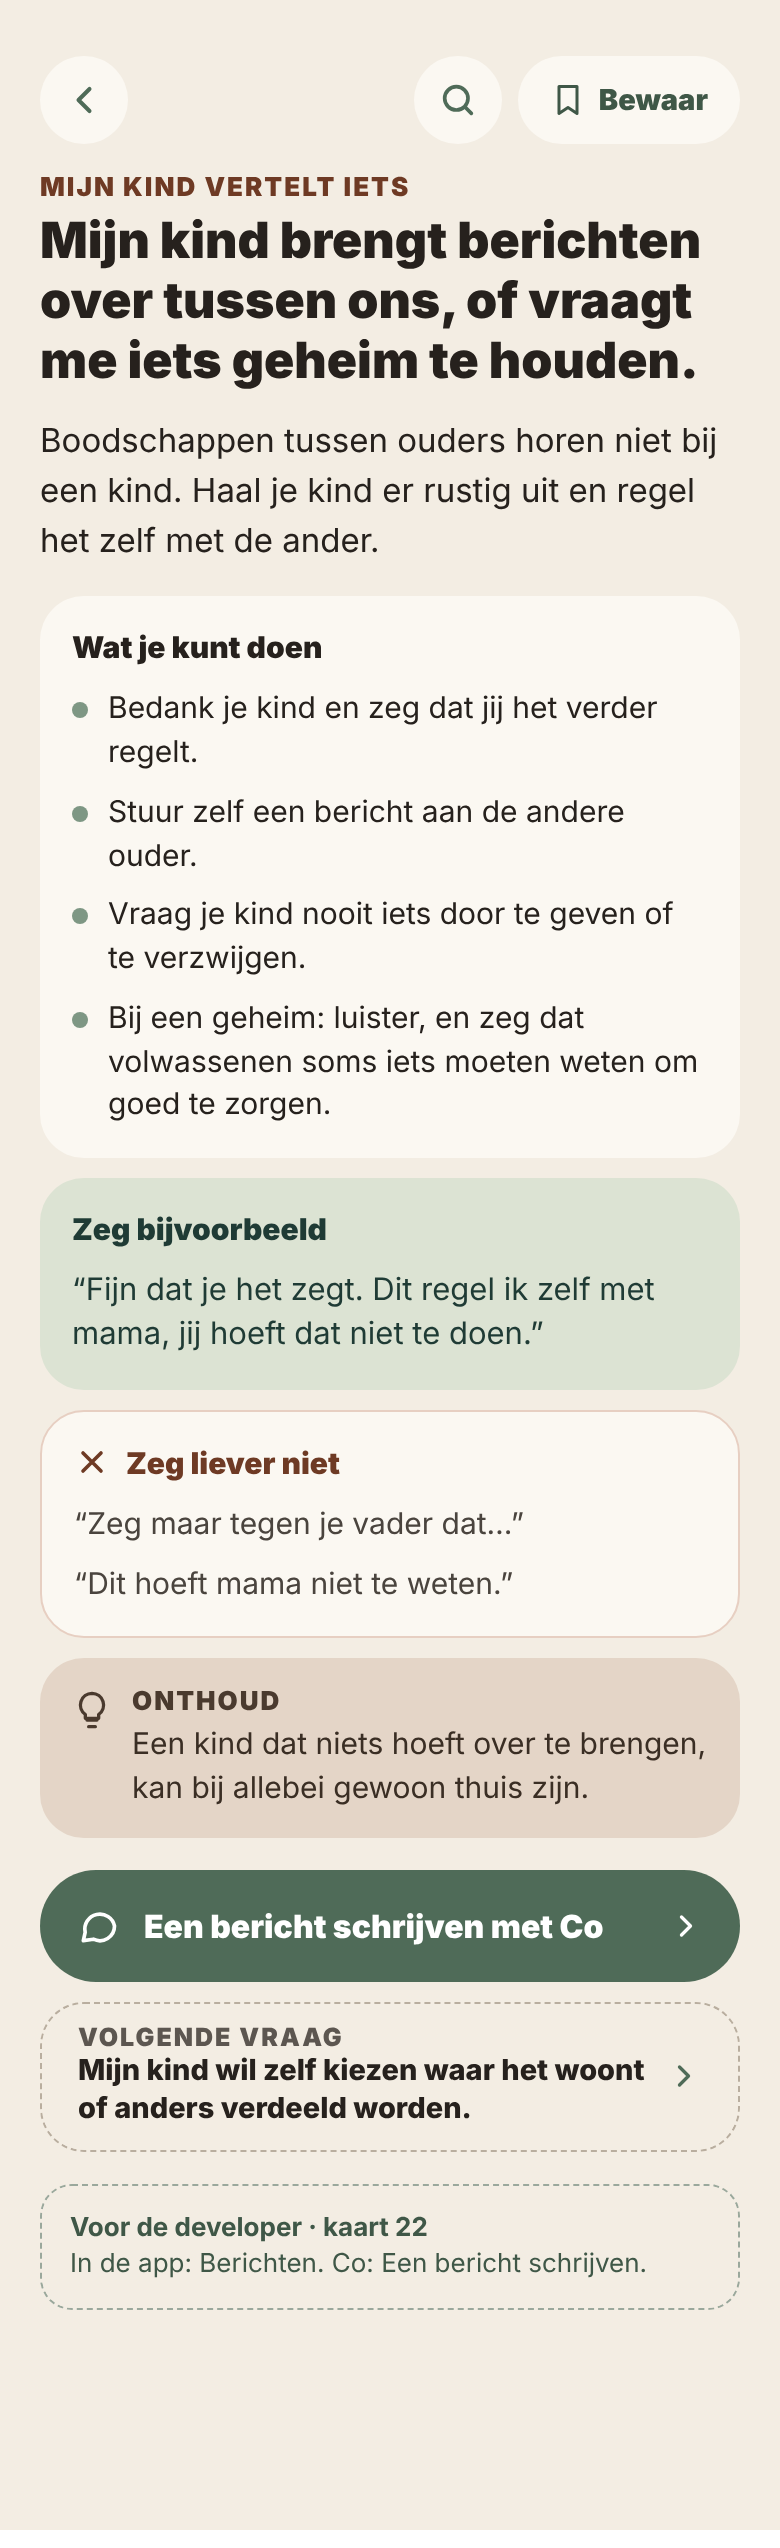 Bewaar
MIJN KIND VERTELT IETS
Mijn kind brengt berichten
over tussen ons, of vraagt
me iets geheim te houden.
Boodschappen tussen ouders horen niet bij
een kind. Haal je kind er rustig uit en regel
het zelf met de ander.
Wat je kunt doen
Bedank je kind en zeg dat jij het verder
regelt.
Stuur zelf een bericht aan de andere
ouder.
Vraag je kind nooit iets door te geven of
te verzwijgen.
Bij een geheim: luister, en zeg dat
volwassenen soms iets moeten weten om
goed te zorgen.
Zeg bijvoorbeeld
“Fijn dat je het zegt. Dit regel ik zelf met
mama, jij hoeft dat niet te doen.”
Zeg liever niet
“Zeg maar tegen je vader dat…”
“Dit hoeft mama niet te weten.”
ONTHOUD
Een kind dat niets hoeft over te brengen,
kan bij allebei gewoon thuis zijn.
Een bericht schrijven met Co
VOLGENDE VRAAG
Mijn kind wil zelf kiezen waar het woont
of anders verdeeld worden.
Voor de developer · kaart 22
In de app: Berichten. Co: Een bericht schrijven.